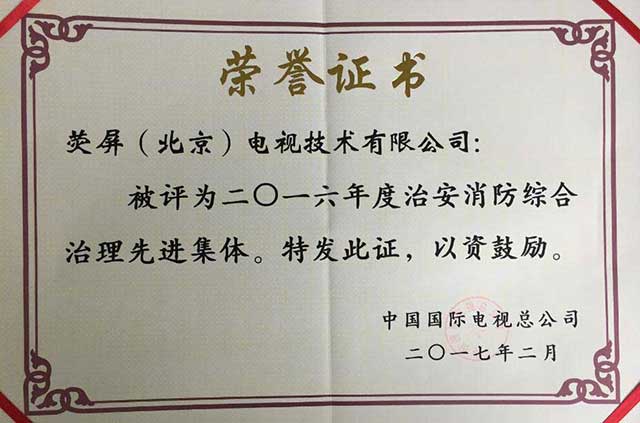 荣誉证书
荧屏（北京）电视技术有限公司：
被评为二〇一六年度治安消防综合
治理先进集体。特发此证，以资鼓励。
中国国际电视总公司
二〇一七年二月